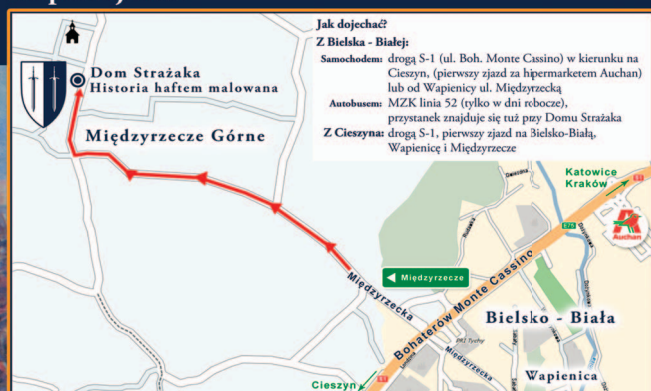 Jak dojechać?
Z Bielska - Białej:
Samochodem: drogą S-1 (ul. Boh. Monte Cassino) w kierunku na
Cieszyn, (pierwszy zjazd za hipermarketem Auchan)
lub od Wapienicy ul. Międzyrzecką
Autobusem: MZK linia 52 (tylko w dni robocze),
przystanek znajduje się tuż przy Domu Strażaka
Z Cieszyna: drogą S-1, pierwszy zjazd na Bielsko-Białą,
Wapienicę i Międzyrzecze
Dom Strażaka
Historia haftem malowana
Międzyrzecze Górne
Katowice
Kraków
E75
Auchan
Międzyrzecze
Międzyrzecka
Bohaterów Monte Cassino
Bielsko - Biała
Międzyrzecka
Wapienica
Cieszyn